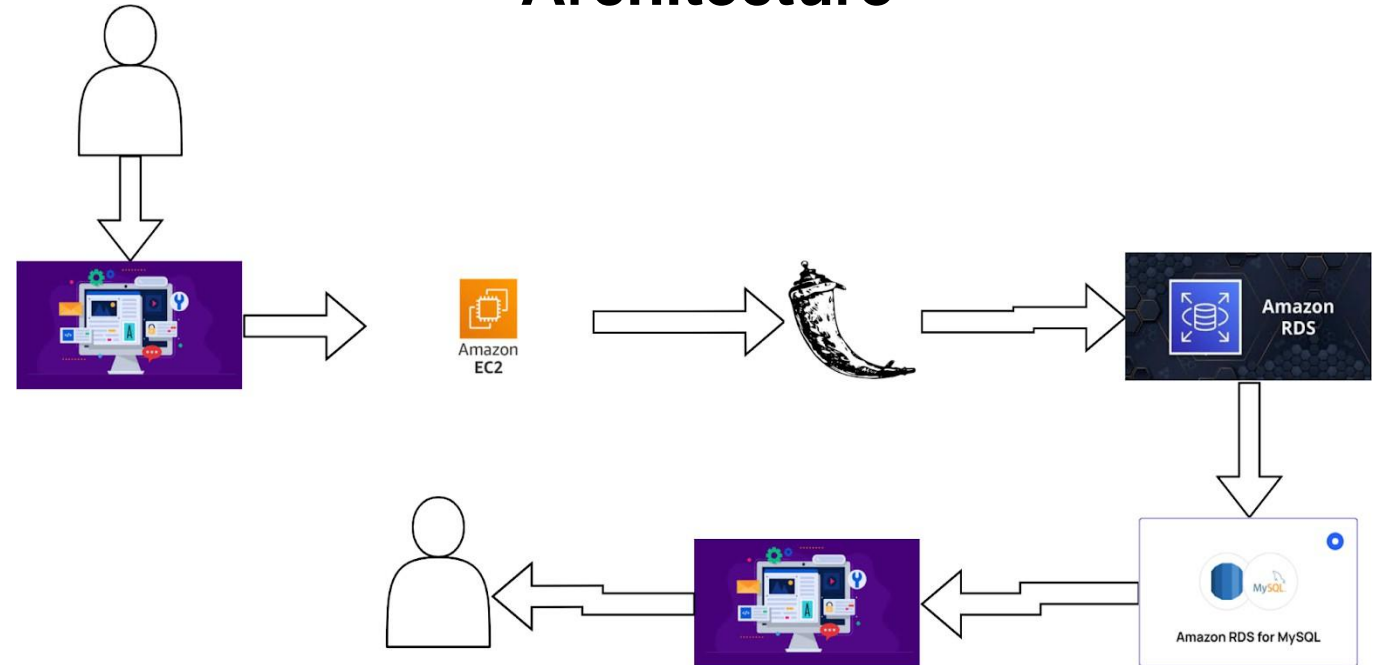 Architecture
Amazon
EC2
Amazon
RDS
MySQL
Amazon RDS for MySQL